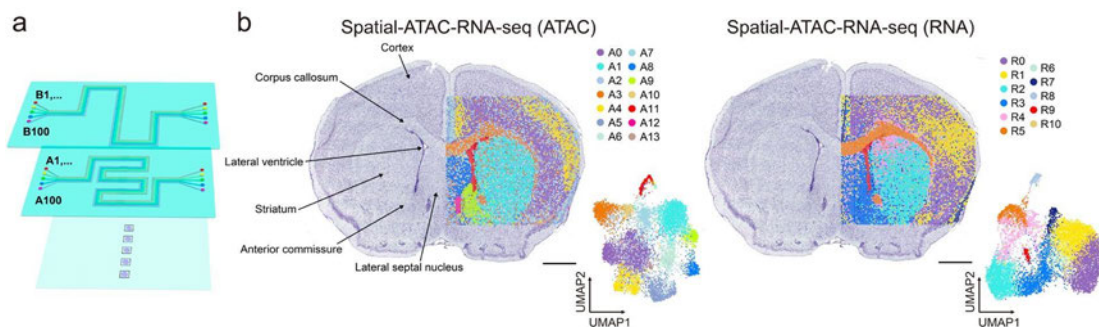 a
B1,...
B100
A1,...
A100
b
Spatial-ATAC-RNA-seq (ATAC)
Cortex
Corpus callosum
Lateral ventricle
Striatum
Anterior commissure
Lateral septal nucleus
A0
A1
A2
A3
A4
A5
A6
A7
A8
A9
A10
A11
A12
A13
UMAP2
UMAP1
Spatial-ATAC-RNA-seq (RNA)
R0
R1
R2
R3
R4
R5
R6
R7
R8
R9
R10
UMAP2
UMAP1